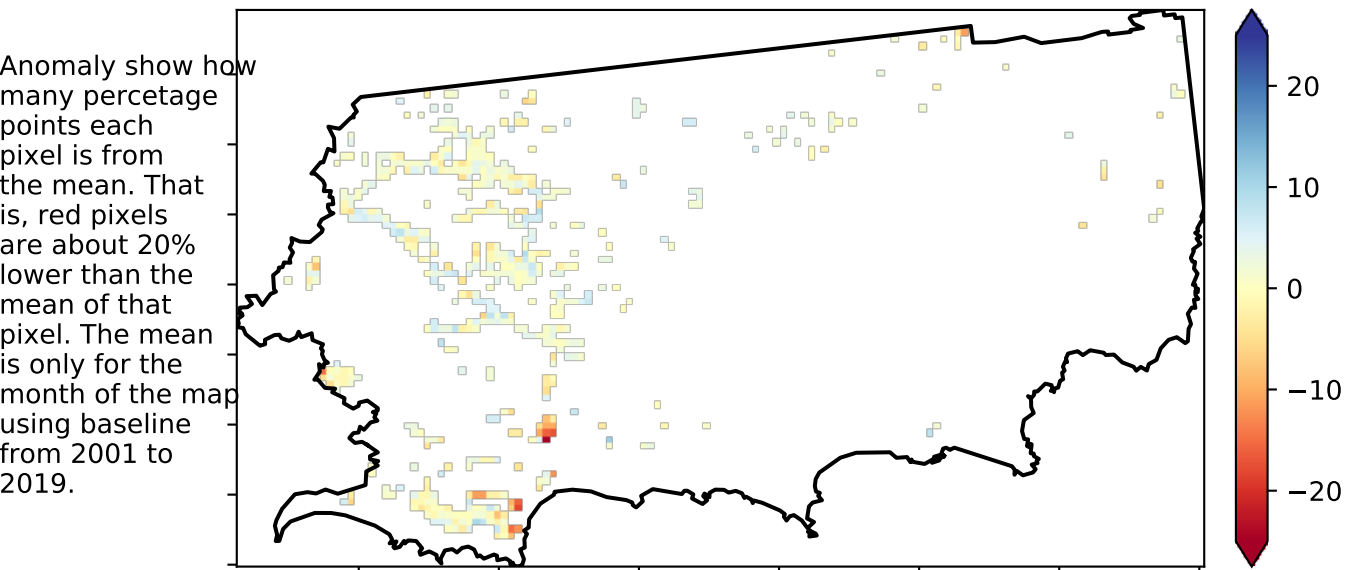 Anomaly show how
many percetage
points each
pixel is from
the mean. That
is, red pixels
are about 20%
lower than the
mean of that
pixel. The mean
is only for the
month of the map
using baseline
from 2001 to
2019.
20
10
0
−10
−20